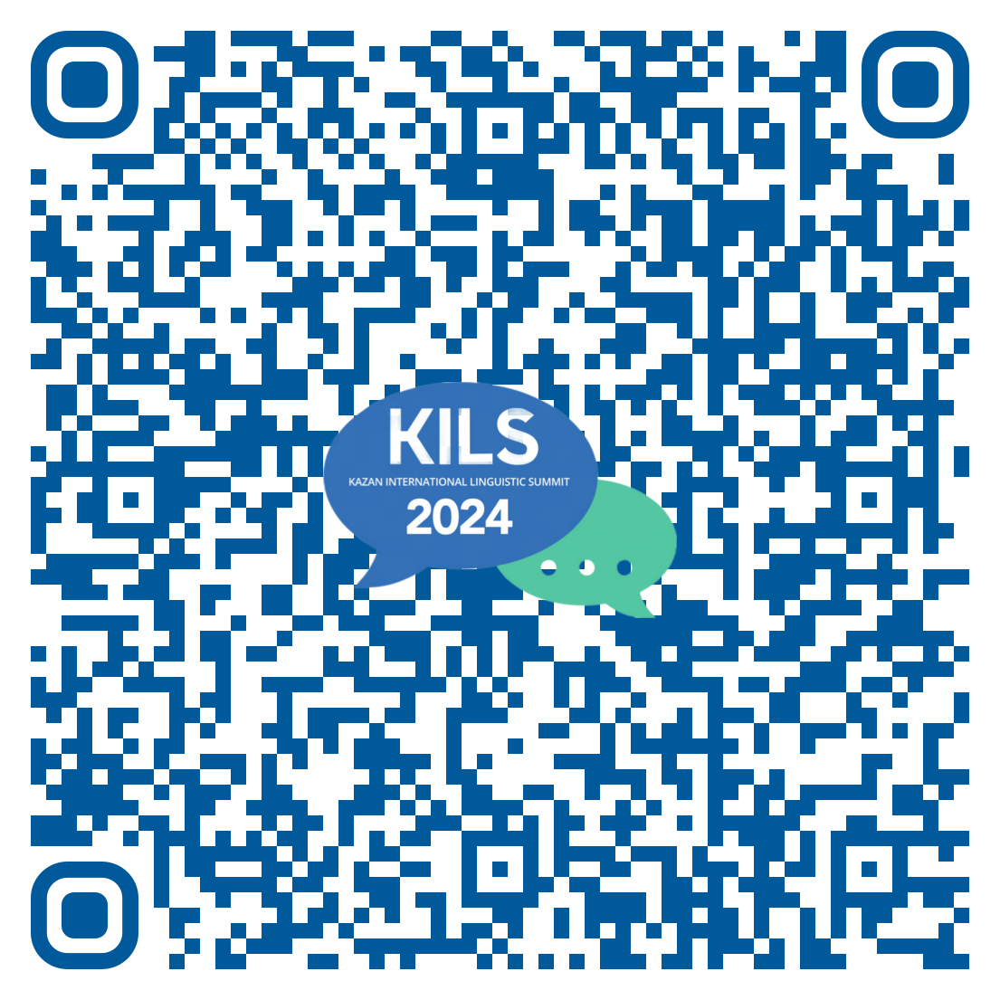 KILS
KAZAN INTERNATIONAL LINGUISTIC SUMMIT
2024